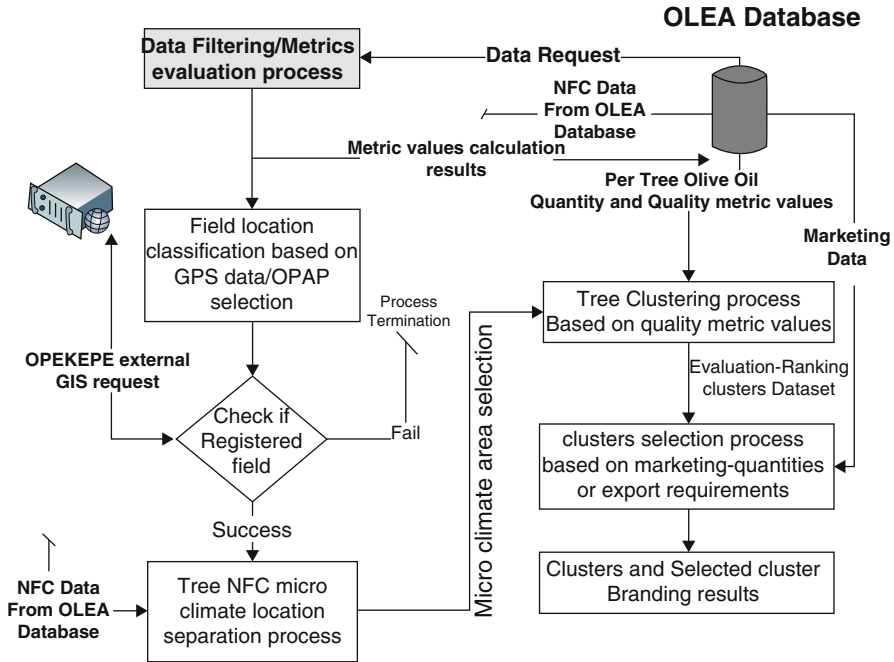 OLEA Database
Data Filtering/Metrics
evaluation process
Data Request
NFC Data
From OLEA
Database
Metric values calculation
results
Per Tree Olive Oil
Quantity and Quality metric values
Marketing
Data
Field location
classification based on
GPS data/OPAP
selection
Process
Termination
Tree Clustering process
Based on quality metric values
OPEKEPE external
GIS request
Micro climate area selection
Evaluation-Ranking
clusters Dataset
Check if
Registered
field
Fail
clusters selection process
based on marketing-quantities
or export requirements
Success
NFC Data
From OLEA
Database
Tree NFC micro
climate location
separation process
Clusters and Selected cluster
Branding results